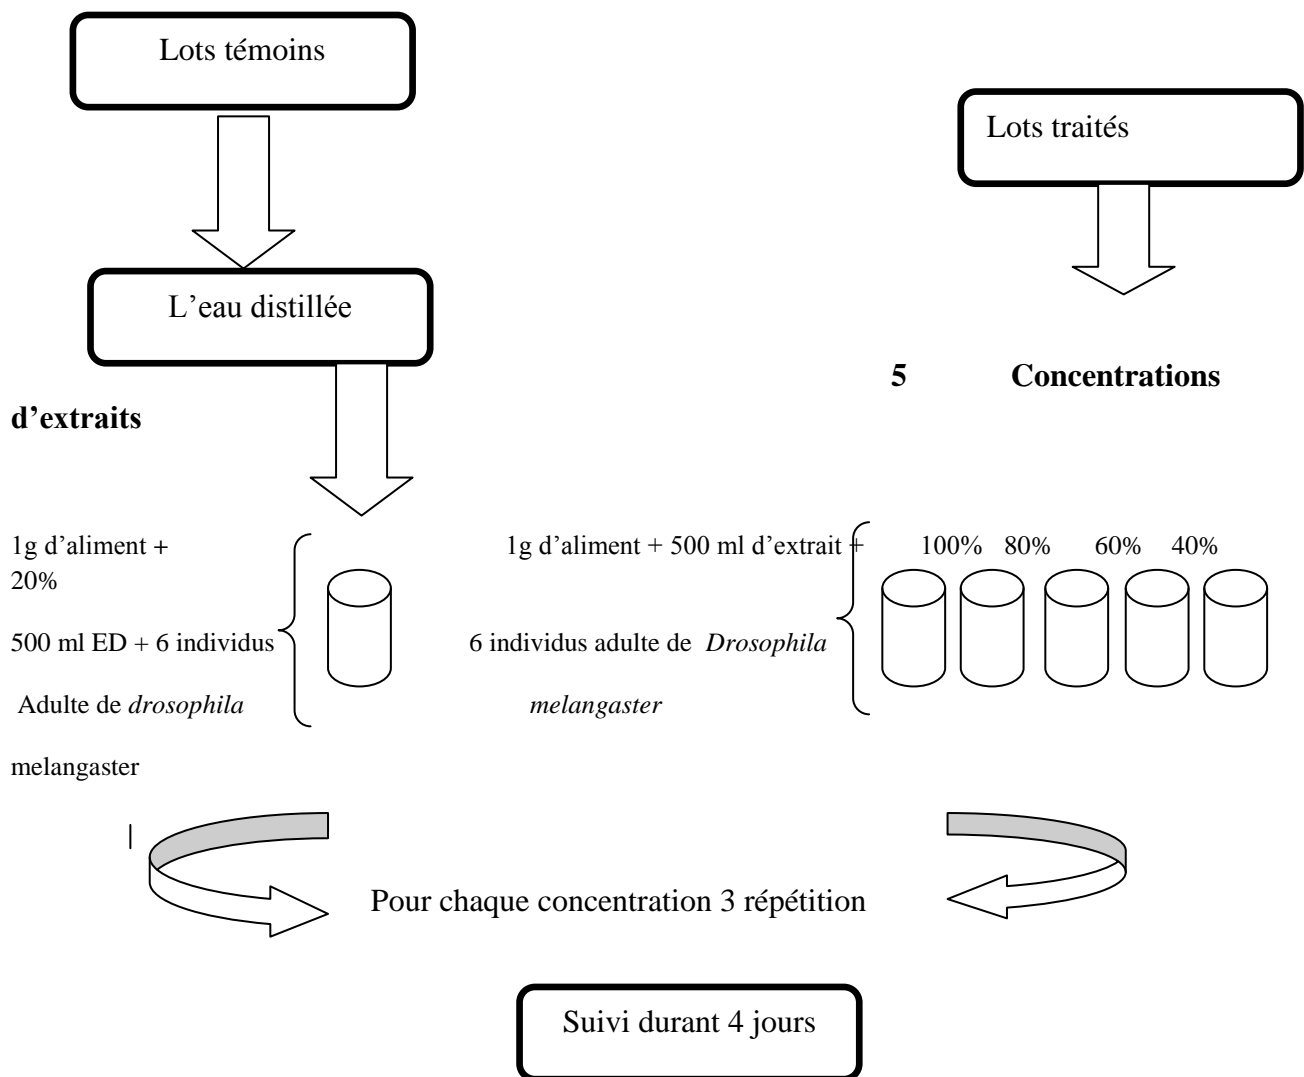 Lots témoins
Lots traités
L’eau distillée
5 Concentrations
d’extraits
1g d’aliment + 1g d’aliment + 500 ml d’extrait + 100% 80% 60% 40%
20%
500 ml ED + 6 individus 6 individus adulte de Drosophila
Adulte de drosophila melangaster
melangaster
Pour chaque concentration 3 répétition
Suivi durant 4 jours